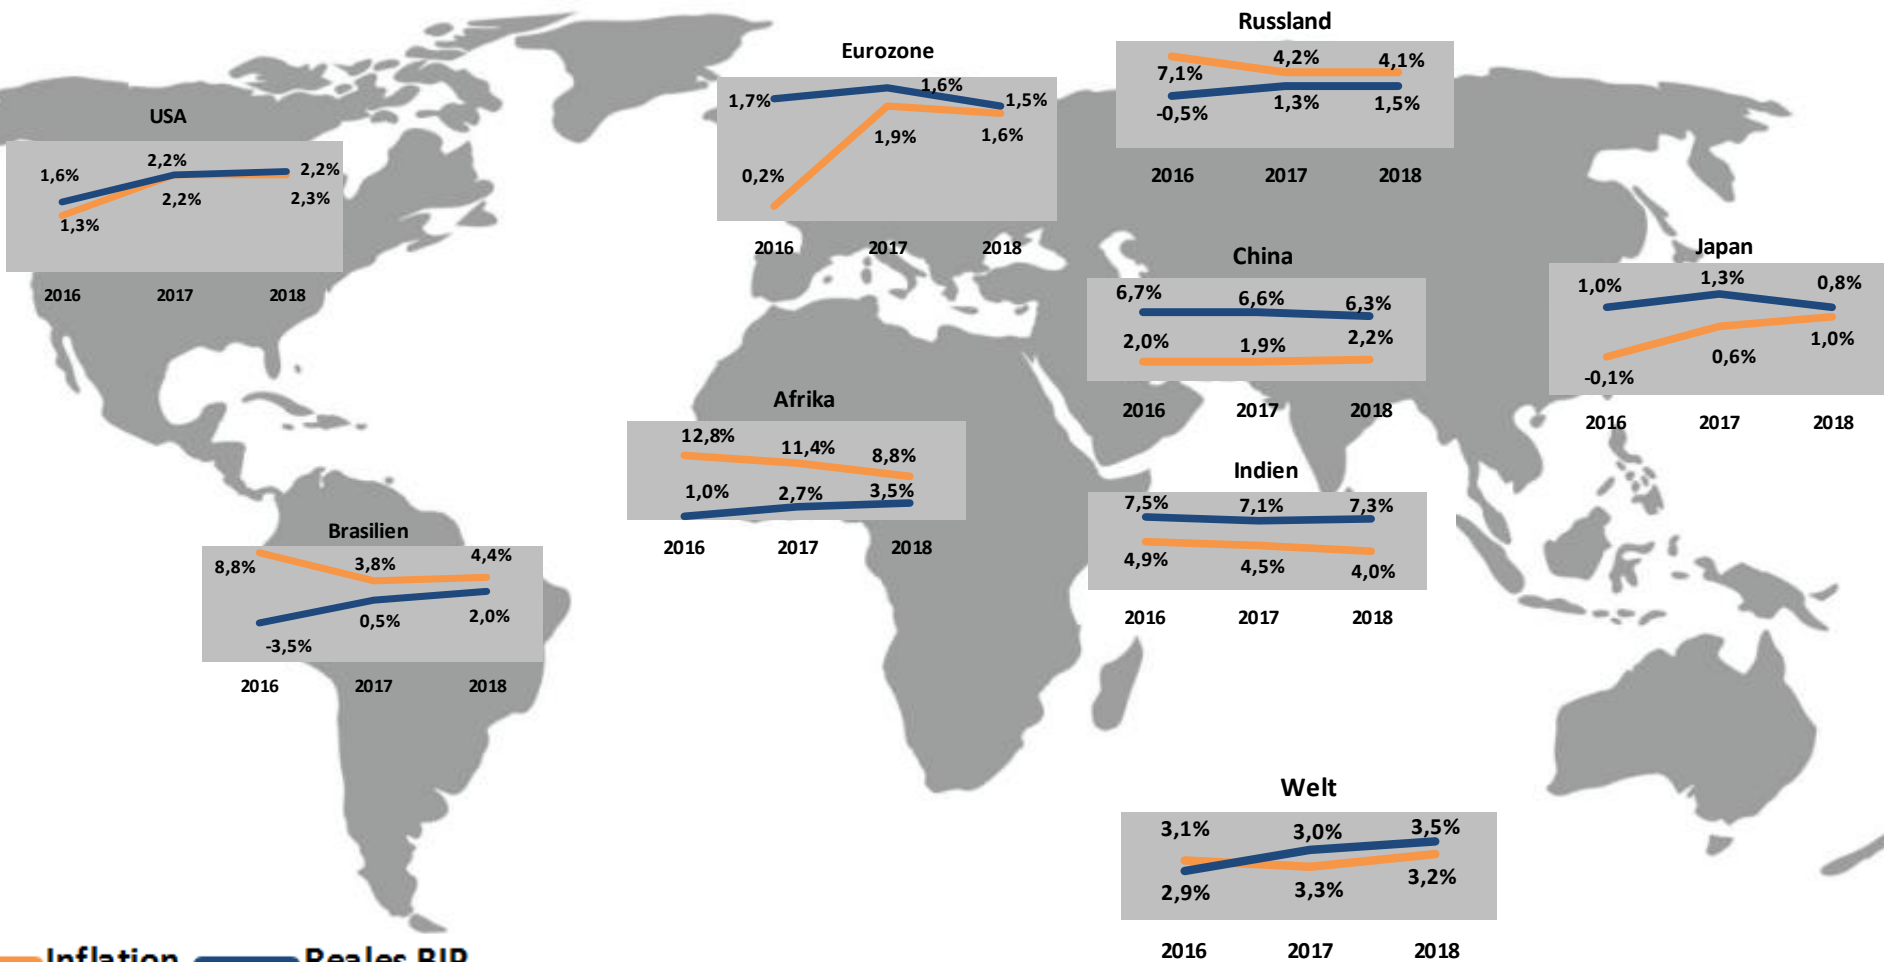 USA
1,6%
2,2%
2,2%
1,3%
2,2%
2,3%
2016 2017 2018
Eurozone
1,7%
1,6%
1,5%
0,2%
1,9%
1,6%
2016 2017 2018
Russland
7,1%
4,2%
4,1%
-0,5%
1,3%
1,5%
2016 2017 2018
China
6,7%
6,6%
6,3%
2,0%
1,9%
2,2%
2016 2017 2018
Japan
1,0%
1,3%
0,8%
-0,1%
0,6%
1,0%
2016 2017 2018
Afrika
12,8%
11,4%
8,8%
1,0%
2,7%
3,5%
2016 2017 2018
Indien
7,5%
7,1%
7,3%
4,9%
4,5%
4,0%
2016 2017 2018
Brasilien
8,8%
3,8%
4,4%
-3,5%
0,5%
2,0%
2016 2017 2018
Welt
3,1%
3,0%
3,5%
2,9%
3,3%
3,2%
2016 2017 2018
Inflation Reales BIP